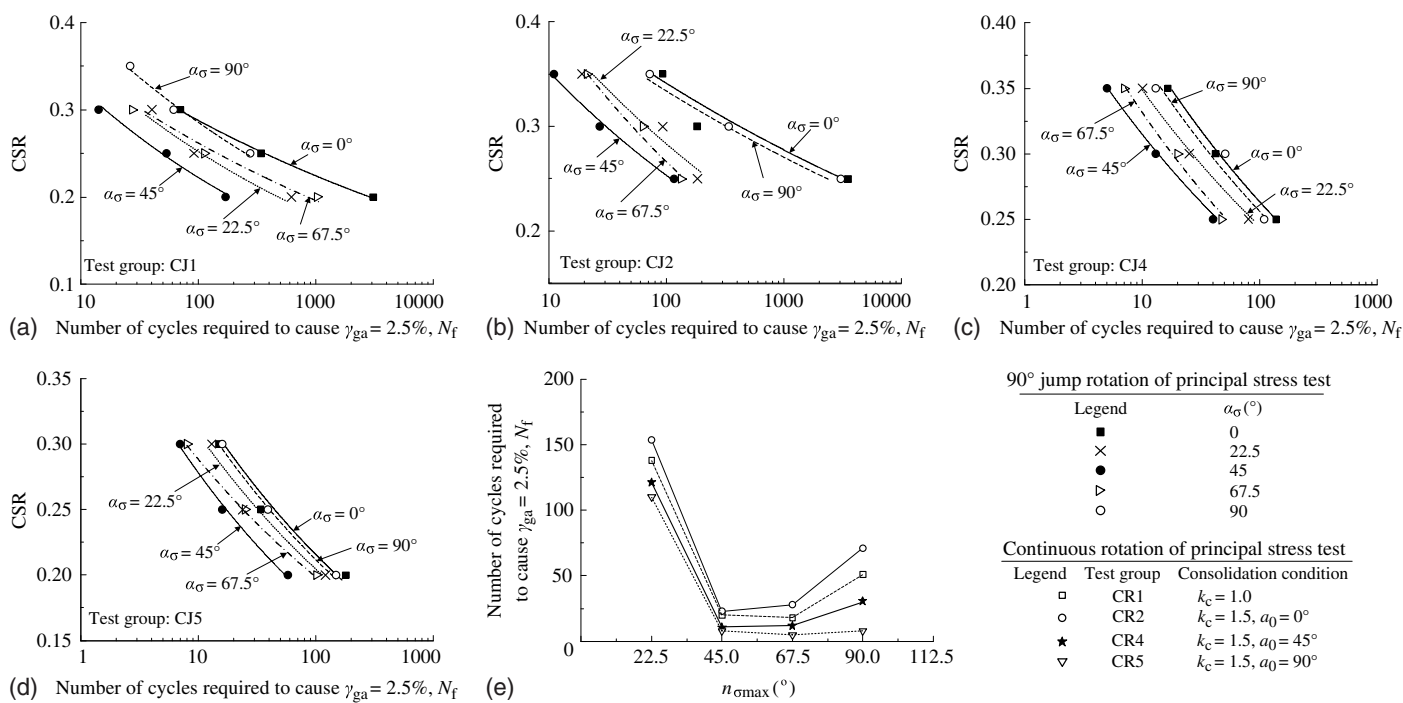 0.4
0.3
0.2
0.1
CSR
α_σ = 90°
α_σ = 0°
α_σ = 45°
α_σ = 22.5°
α_σ = 67.5°
Test group: CJ1
10 100 1000 10000
(a) Number of cycles required to cause γ_ga = 2.5%, N_f
0.4
0.3
0.2
CSR
α_σ = 22.5°
α_σ = 0°
α_σ = 45°
α_σ = 90°
α_σ = 67.5°
Test group: CJ2
10 100 1000 10000
(b) Number of cycles required to cause γ_ga = 2.5%, N_f
0.40
0.35
0.30
0.25
0.20
CSR
α_σ = 90°
α_σ = 67.5°
α_σ = 0°
α_σ = 45°
α_σ = 22.5°
Test group: CJ4
1 10 100 1000
(c) Number of cycles required to cause γ_ga = 2.5%, N_f
0.35
0.30
0.25
0.20
0.15
CSR
α_σ = 22.5°
α_σ = 0°
α_σ = 45°
α_σ = 90°
α_σ = 67.5°
Test group: CJ5
1 10 100 1000
(d) Number of cycles required to cause γ_ga = 2.5%, N_f
200
150
100
50
0
Number of cycles required
to cause γ_ga = 2.5%, N_f
22.5 45.0 67.5 90.0 112.5
(e) n_σmax (°)
90° jump rotation of principal stress test
Legend α_σ (°)
0
22.5
45
67.5
90
Continuous rotation of principal stress test
Legend Test group Consolidation condition
CR1 k_c = 1.0
CR2 k_c = 1.5, a_0 = 0°
CR4 k_c = 1.5, a_0 = 45°
CR5 k_c = 1.5, a_0 = 90°